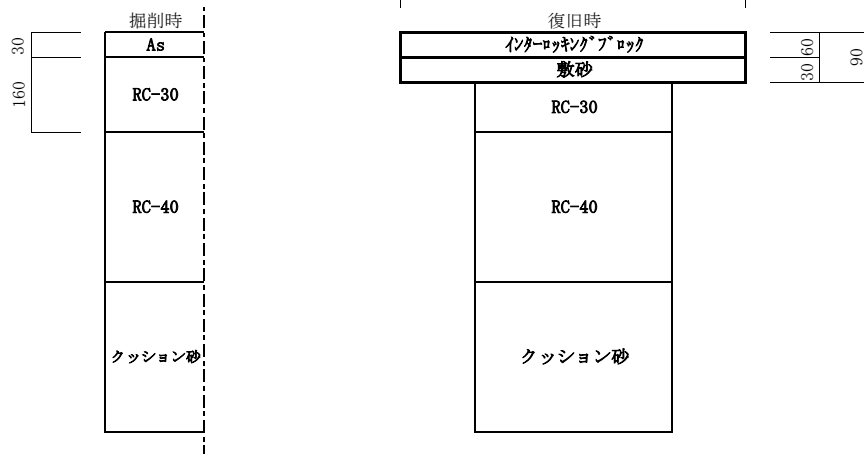 掘削時
As
RC-30
RC-40
クッション砂
30
160
復旧時
ｲﾝﾀｰﾛｯｷﾝｸﾞﾌﾞﾛｯｸ
敷砂
RC-30
RC-40
クッション砂
60
30
90